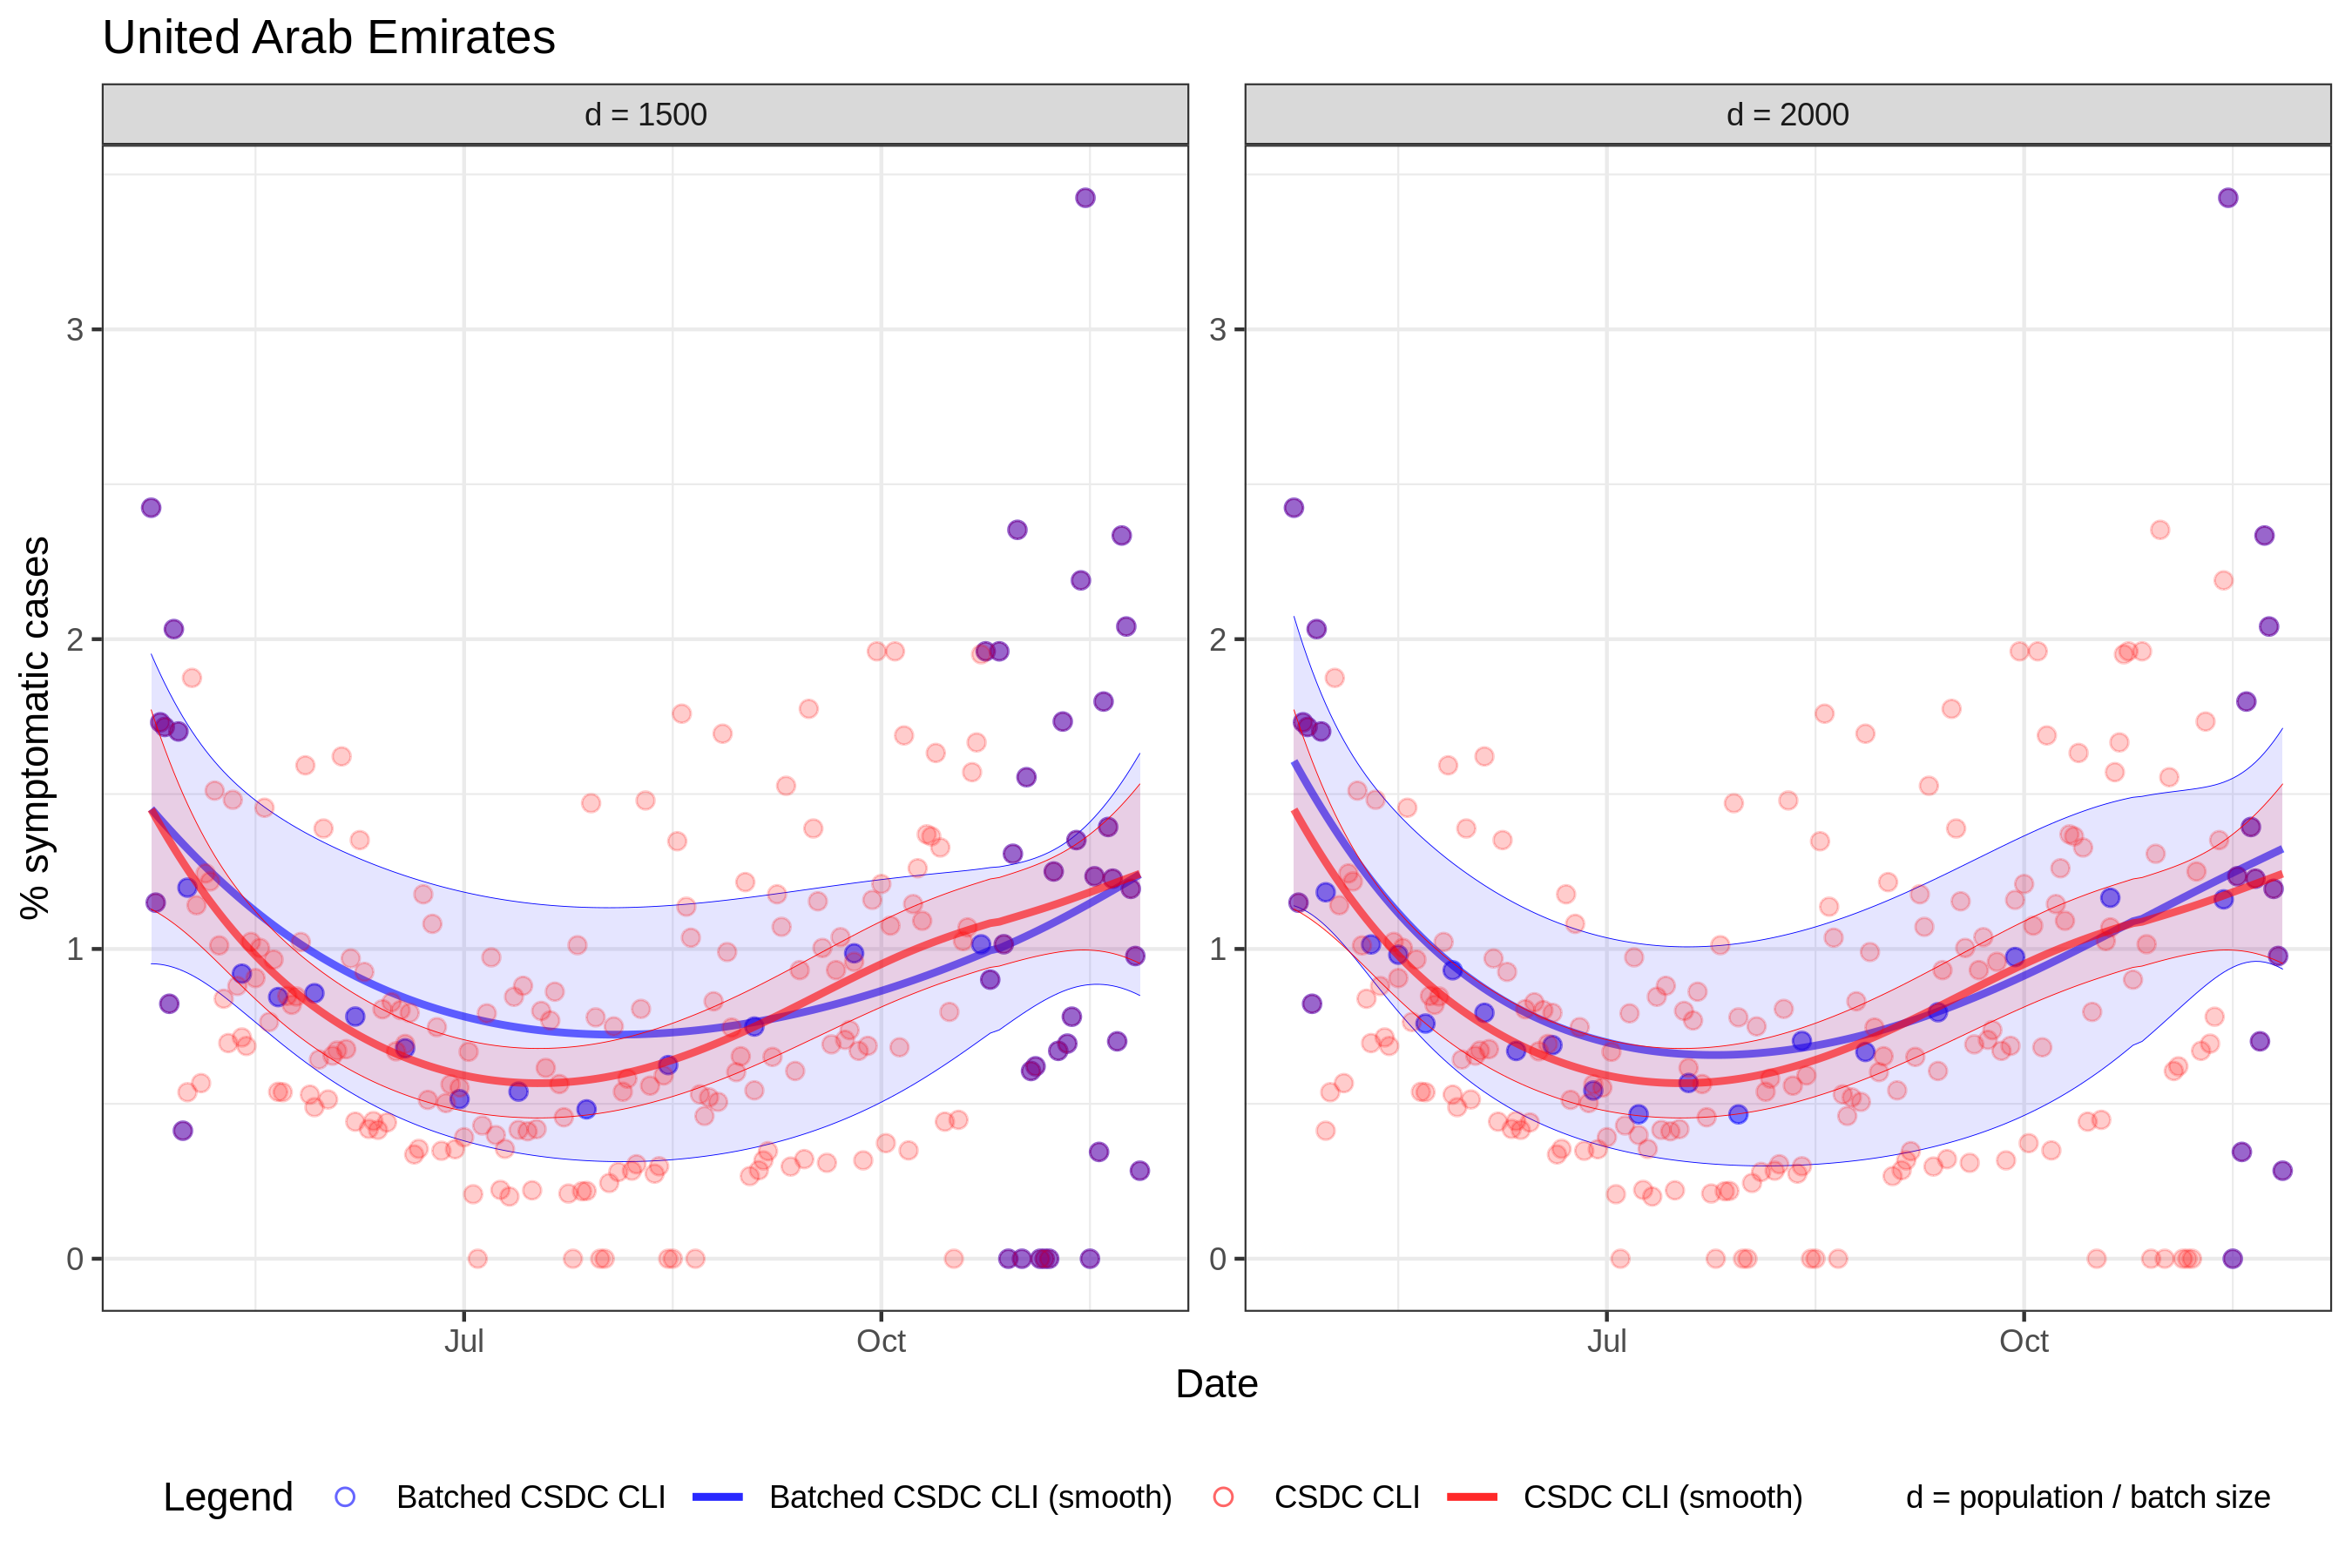 United Arab Emirates
d = 1500
d = 2000
% symptomatic cases
3
2
1
0
3
2
1
0
Jul
Oct
Jul
Oct
Date
Legend
Batched CSDC CLI
Batched CSDC CLI (smooth)
CSDC CLI
CSDC CLI (smooth)
d = population / batch size